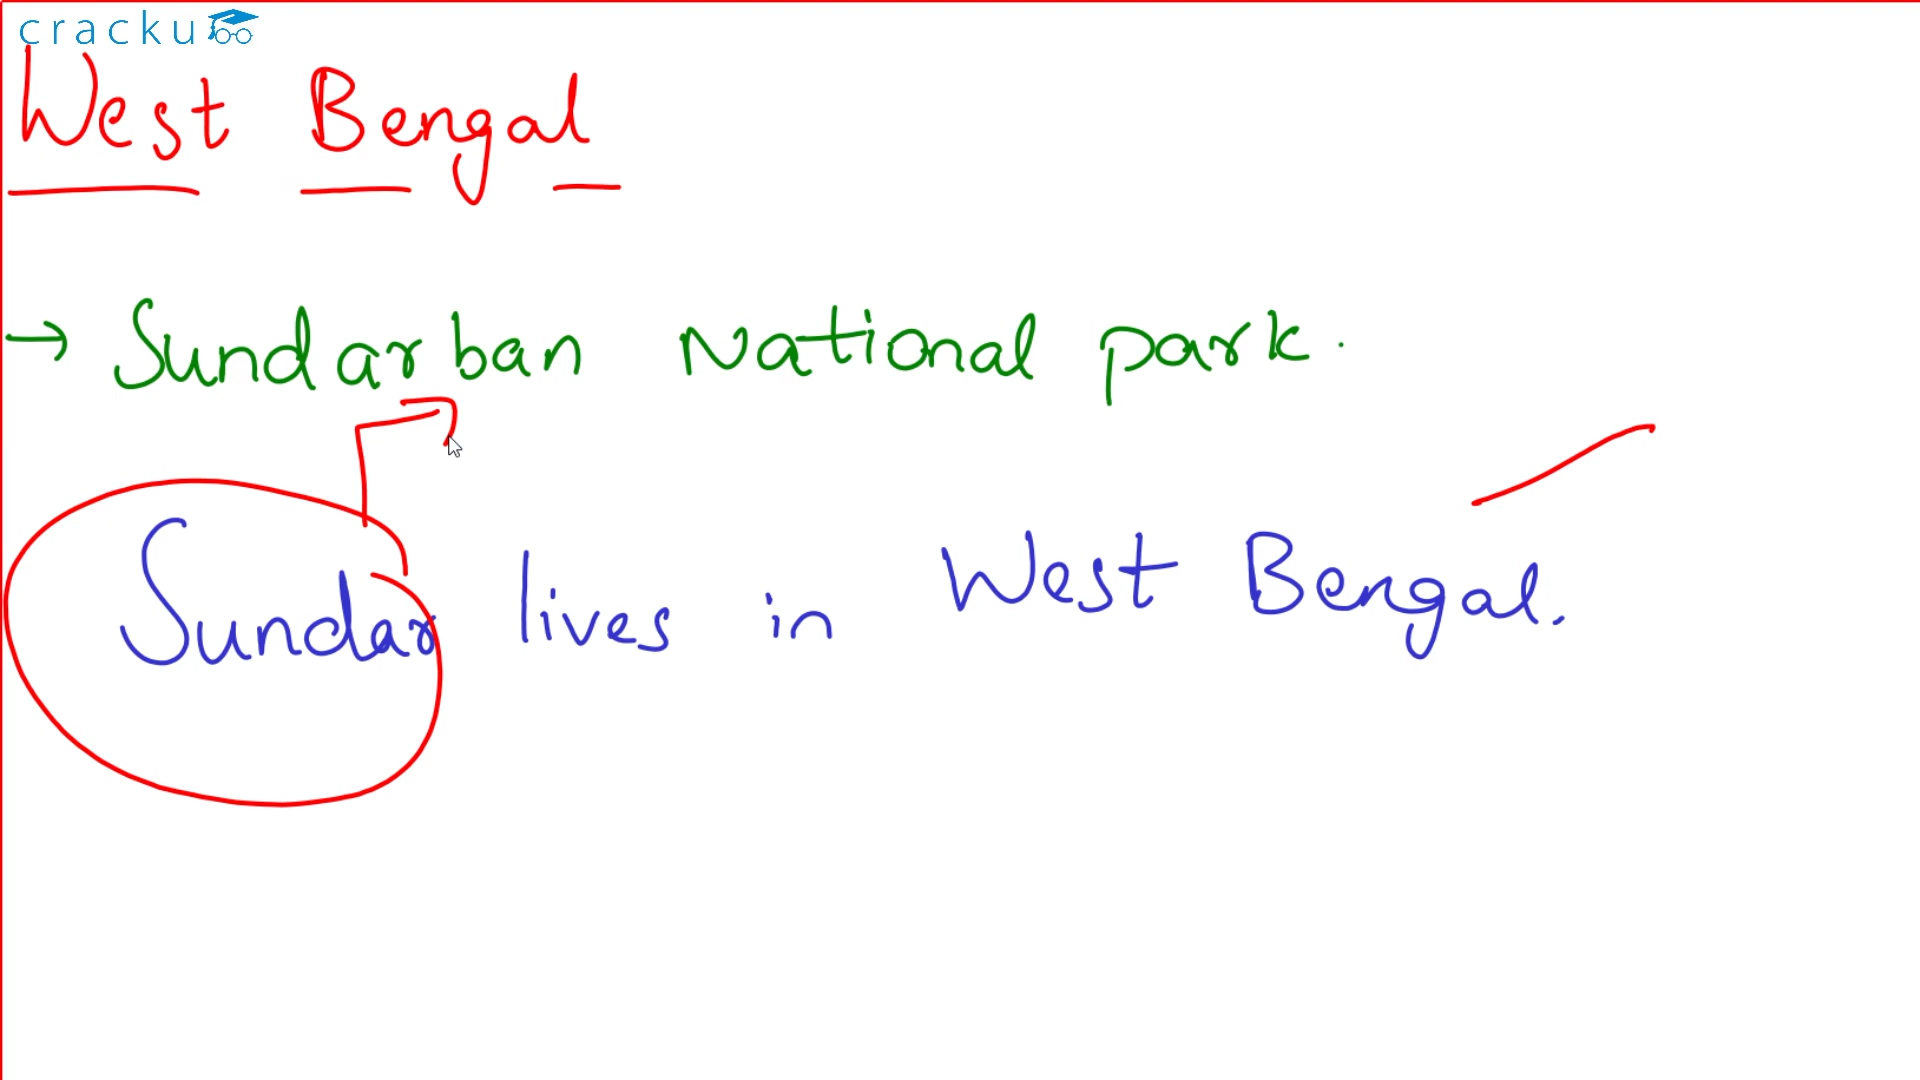 cracku
West Bengal
→ Sundarban National park.
Sundar lives in West Bengal.